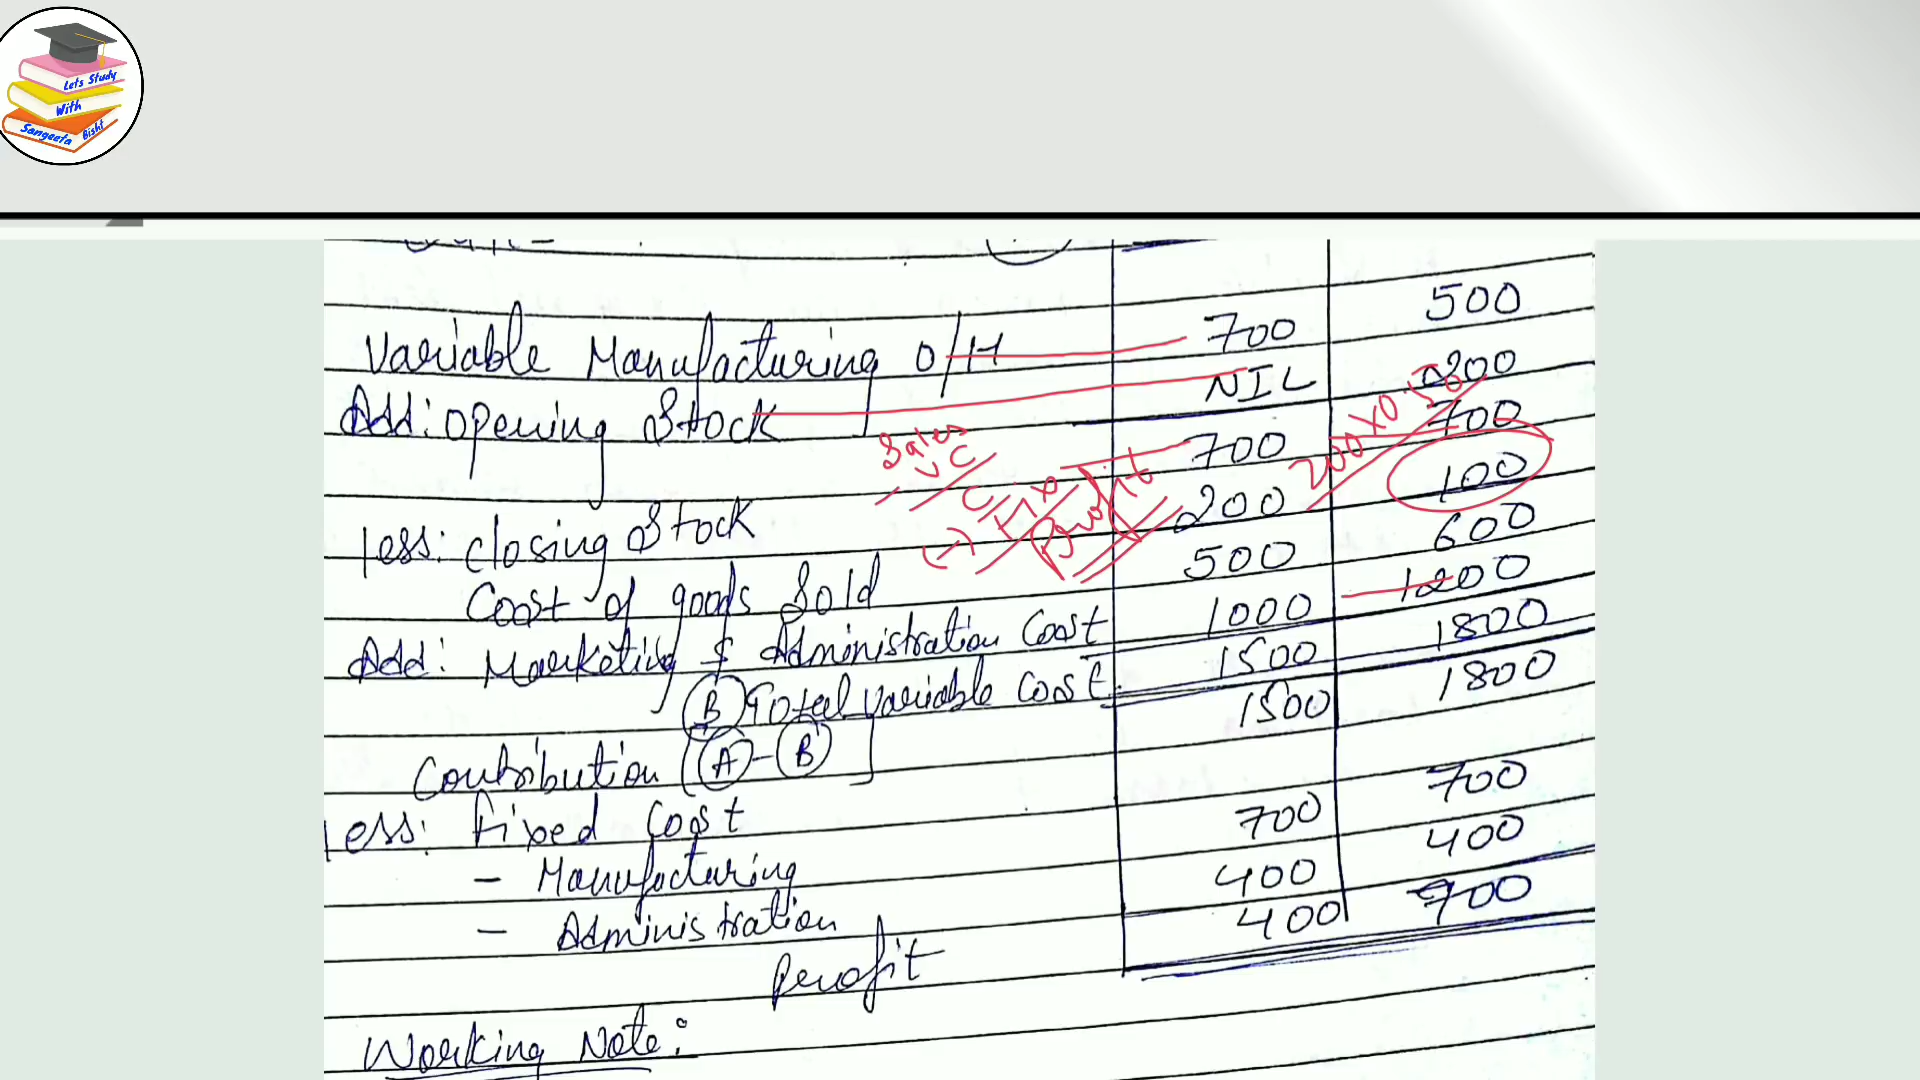 Lets Study
With
Sangeeta Bisht
Variable Manufacturing O/H 700 500
Add: Opening Stock NIL 200
700 700
less: Closing Stock 200 100
Cost of goods Sold 500 600
Add: Marketing & Administration Cost 1000 1200
(B) Total Variable Cost 1500 1800
Contribution [(A)-(B)] 1500 1800
less: Fixed Cost
- Manufacturing 700 700
- Administration 400 400
Profit 400 700
Working Note:
Sales
VC
C
(-) Fix
Profit